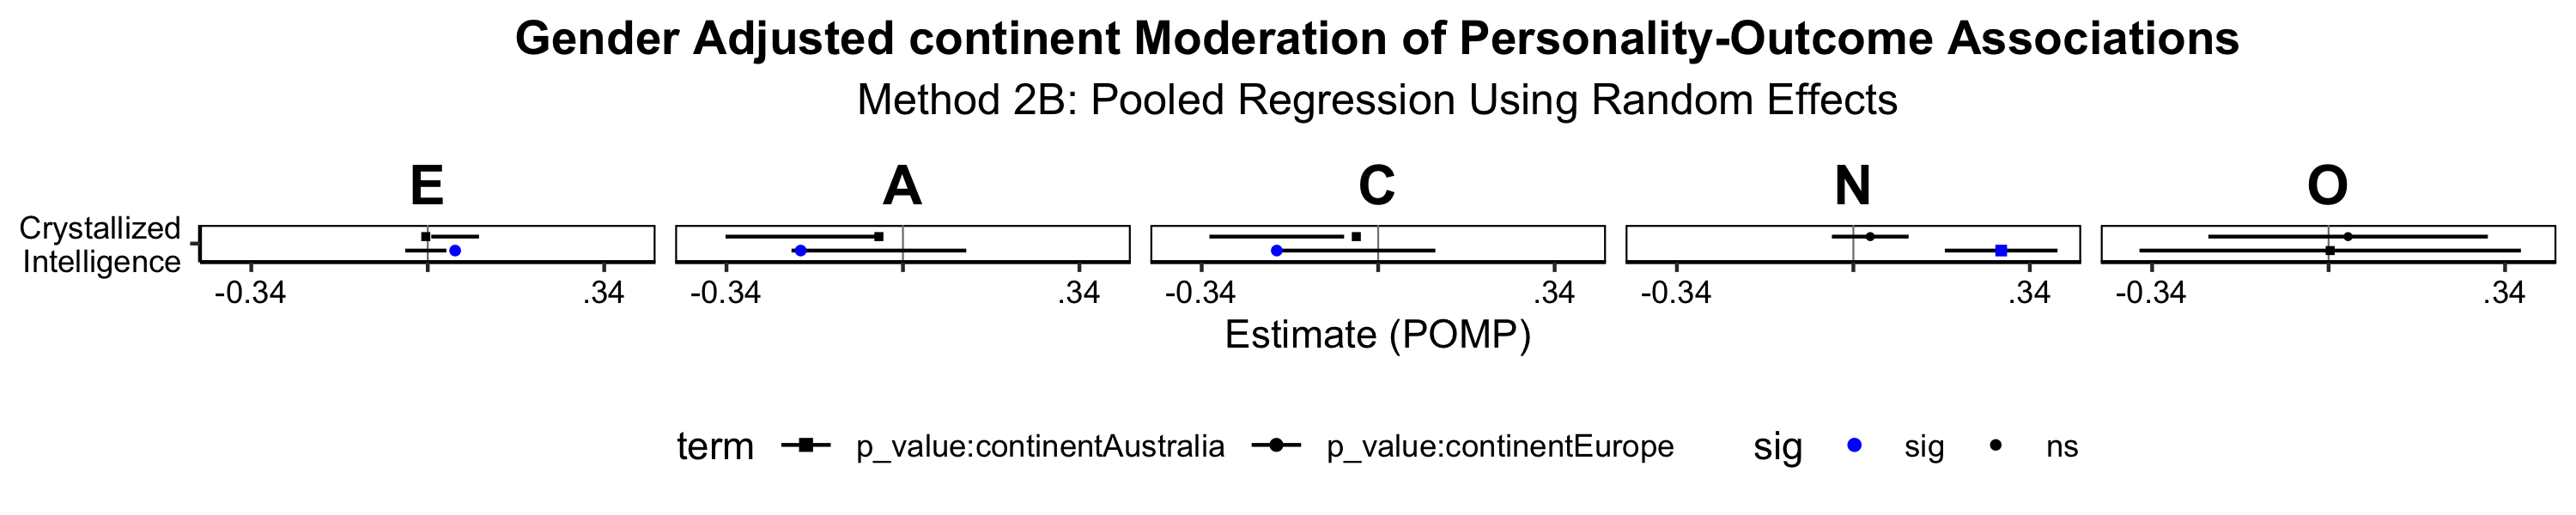 Gender Adjusted continent Moderation of Personality-Outcome Associations
Method 2B: Pooled Regression Using Random Effects
E A C N O
Crystallized
Intelligence
-0.34 .34 -0.34 .34 -0.34 .34 -0.34 .34 -0.34 .34
Estimate (POMP)
term p_value:continentAustralia p_value:continentEurope sig sig ns